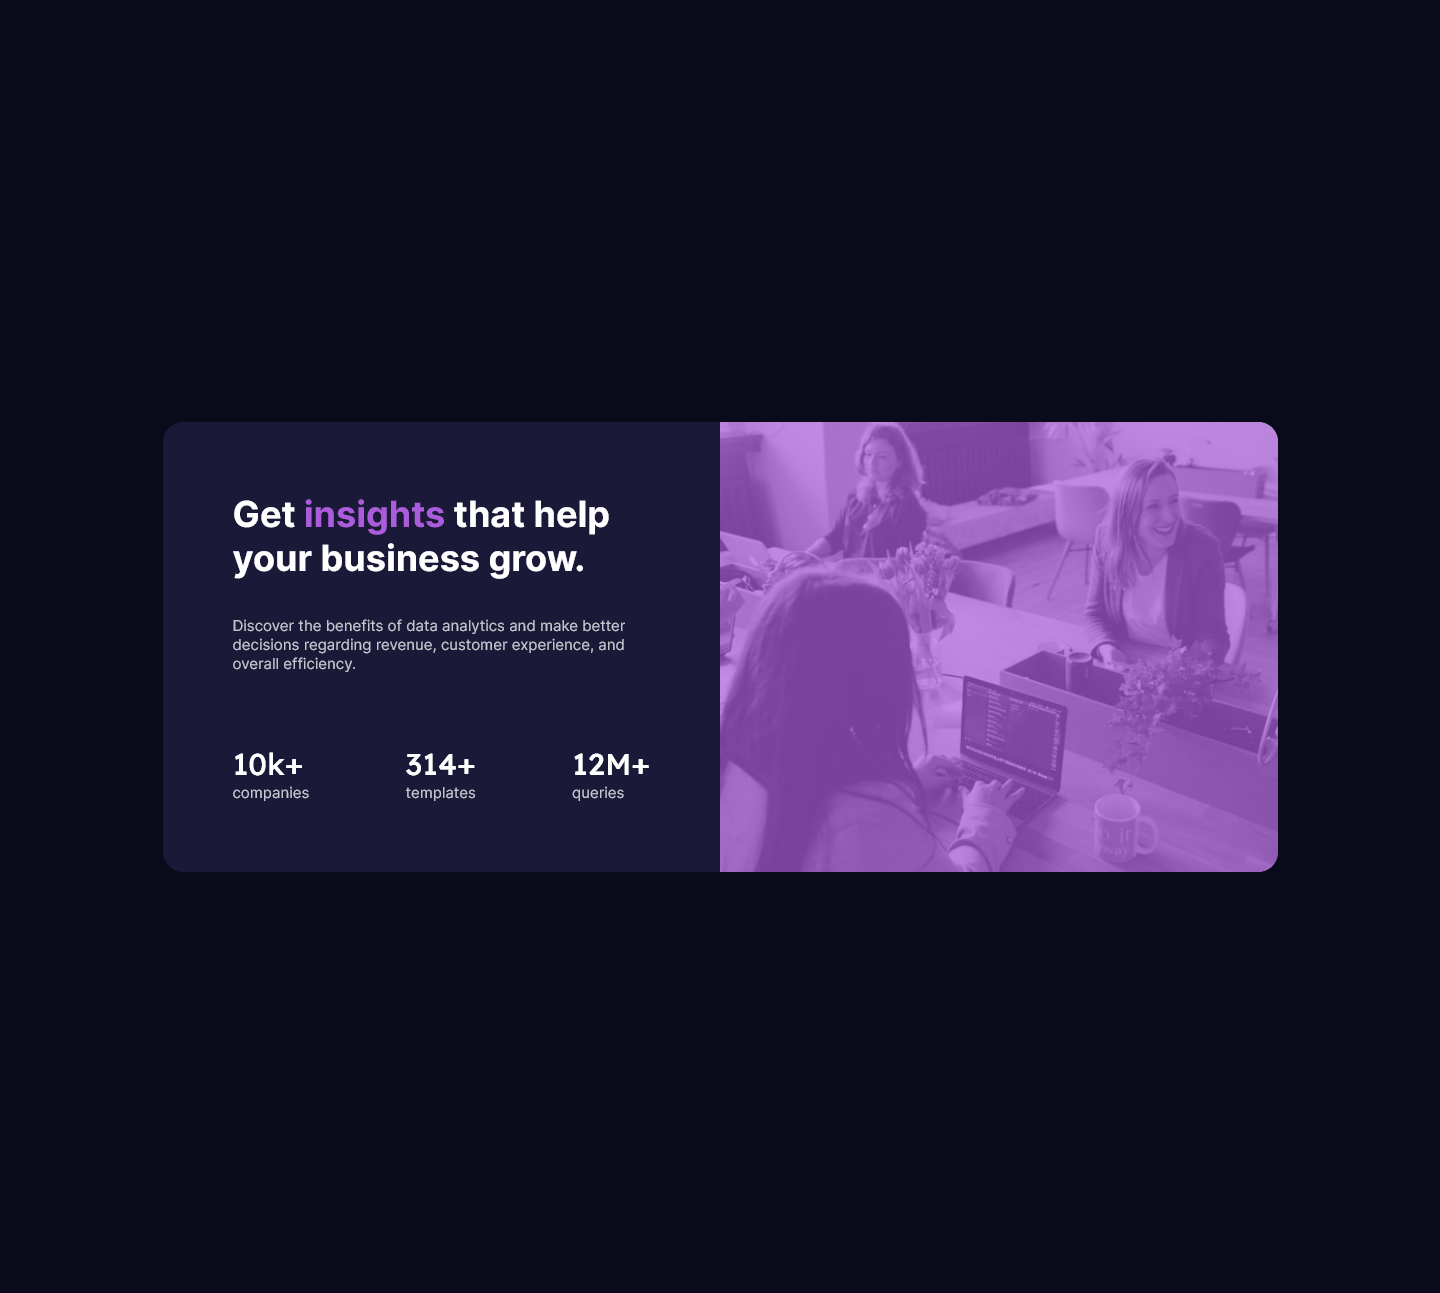 Get insights that help
your business grow.
Discover the benefits of data analytics and make better
decisions regarding revenue, customer experience, and
overall efficiency.
10k+ 314+ 12M+
companies templates queries